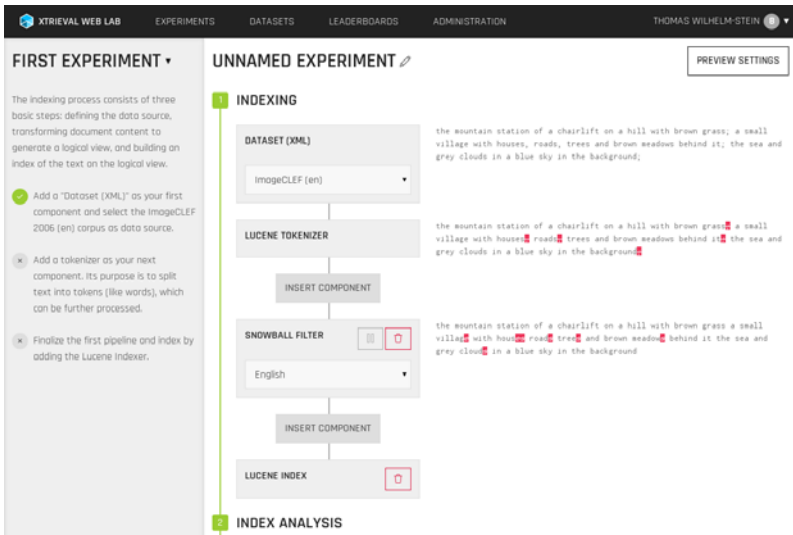 XTRIEVAL WEB LAB EXPERIMENTS DATASETS LEADERBOARDS ADMINISTRATION THOMAS WILHELM-STEIN
FIRST EXPERIMENT
The indexing process consists of three
basic steps: defining the data source,
transforming document content to
generate a logical view, and building an
index of the text on the logical view.
Add a "Dataset (XML)" as your first
component and select the ImageCLEF
2006 (en) corpus as data source.
Add a tokenizer as your next
component. Its purpose is to split
text into tokens (like words), which
can be further processed.
Finalize the first pipeline and index by
adding the Lucene Indexer.
UNNAMED EXPERIMENT
PREVIEW SETTINGS
1 INDEXING
DATASET (XML)
ImageCLEF (en)
the mountain station of a chairlift on a hill with brown grass; a small
village with houses, roads, trees and brown meadows behind it; the sea and
grey clouds in a blue sky in the background;
LUCENE TOKENIZER
the mountain station of a chairlift on a hill with brown grass; a small
village with houses, roads, trees and brown meadows behind it; the sea and
grey clouds in a blue sky in the background;
INSERT COMPONENT
SNOWBALL FILTER
English
the mountain station of a chairlift on a hill with brown grass a small
village with houses roads trees and brown meadows behind it the sea and
grey clouds in a blue sky in the background
INSERT COMPONENT
LUCENE INDEX
2 INDEX ANALYSIS